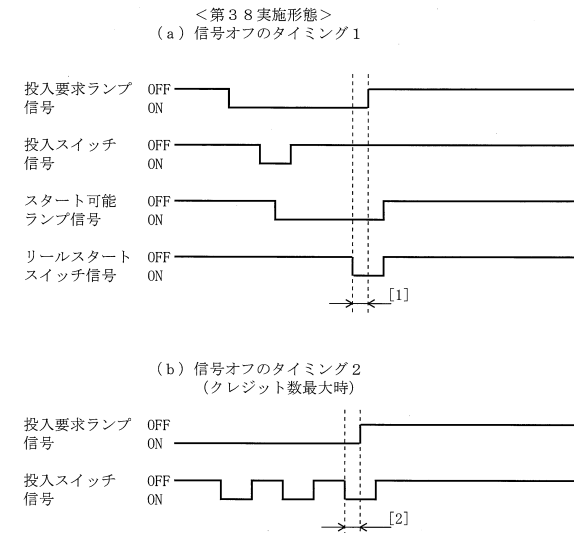 ＜第３８実施形態＞
（ａ）信号オフのタイミング１
投入要求ランプ OFF
信号 ON
投入スイッチ OFF
信号 ON
スタート可能 OFF
ランプ信号 ON
リールスタート OFF
スイッチ信号 ON
[1]
（ｂ）信号オフのタイミング２
（クレジット数最大時）
投入要求ランプ OFF
信号 ON
投入スイッチ OFF
信号 ON
[2]